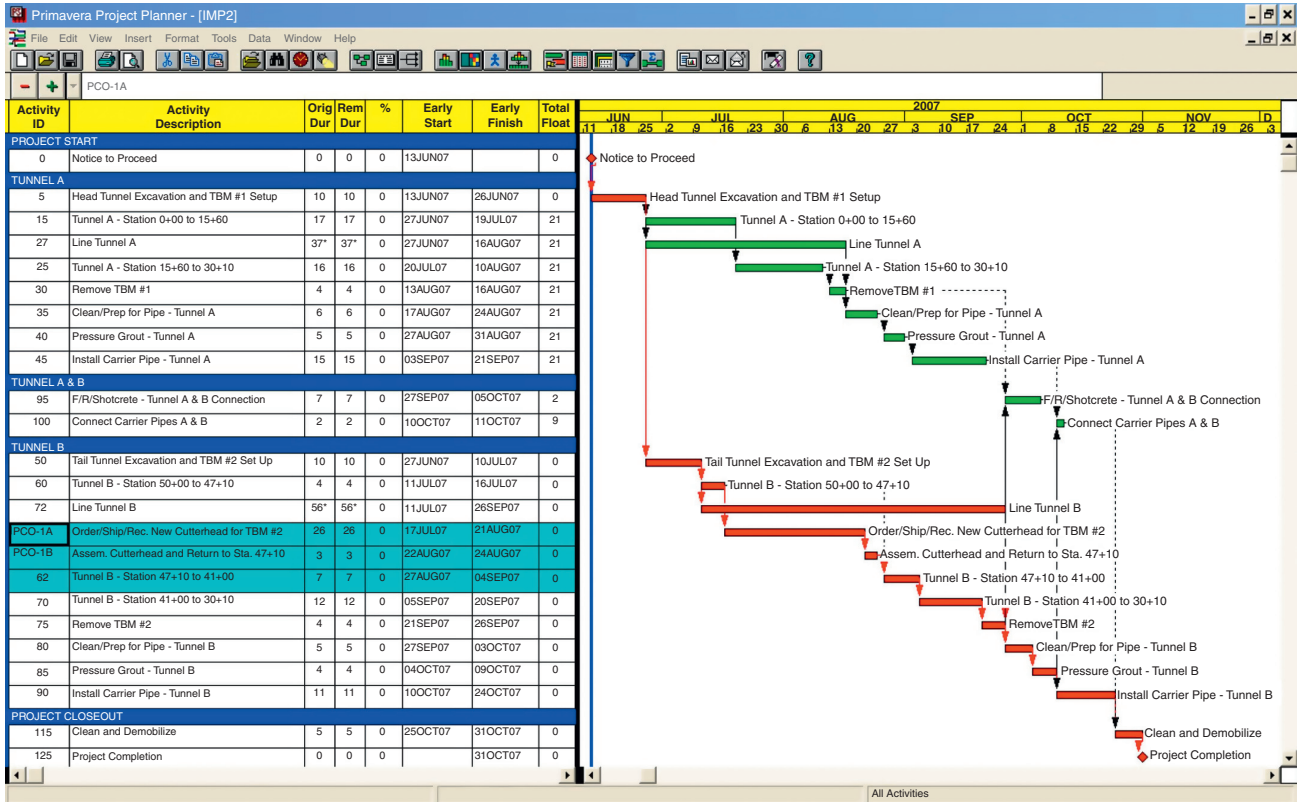 Primavera Project Planner - [IMP2]
File Edit View Insert Format Tools Data Window Help
PCO-1A
Activity ID Activity Description Orig Dur Rem Dur % Early Start Early Finish Total Float
2007
JUN JUL AUG SEP OCT NOV D
11 18 25 2 9 16 23 30 6 13 20 27 3 10 17 24 1 8 15 22 29 5 12 19 26 3
PROJECT START
0 Notice to Proceed 0 0 0 13JUN07 0 Notice to Proceed
TUNNEL A
5 Head Tunnel Excavation and TBM #1 Setup 10 10 0 13JUN07 26JUN07 0 Head Tunnel Excavation and TBM #1 Setup
15 Tunnel A - Station 0+00 to 15+60 17 17 0 27JUN07 19JUL07 21 Tunnel A - Station 0+00 to 15+60
27 Line Tunnel A 37* 37* 0 27JUN07 16AUG07 21 Line Tunnel A
25 Tunnel A - Station 15+60 to 30+10 16 16 0 20JUL07 10AUG07 21 Tunnel A - Station 15+60 to 30+10
30 Remove TBM #1 4 4 0 13AUG07 16AUG07 21 RemoveTBM #1
35 Clean/Prep for Pipe - Tunnel A 6 6 0 17AUG07 24AUG07 21 Clean/Prep for Pipe - Tunnel A
40 Pressure Grout - Tunnel A 5 5 0 27AUG07 31AUG07 21 Pressure Grout - Tunnel A
45 Install Carrier Pipe - Tunnel A 15 15 0 03SEP07 21SEP07 21 Install Carrier Pipe - Tunnel A
TUNNEL A & B
95 F/R/Shotcrete - Tunnel A & B Connection 7 7 0 27SEP07 05OCT07 2 F/R/Shotcrete - Tunnel A & B Connection
100 Connect Carrier Pipes A & B 2 2 0 10OCT07 11OCT07 9 Connect Carrier Pipes A & B
TUNNEL B
50 Tail Tunnel Excavation and TBM #2 Set Up 10 10 0 27JUN07 10JUL07 0 Tail Tunnel Excavation and TBM #2 Set Up
60 Tunnel B - Station 50+00 to 47+10 4 4 0 11JUL07 16JUL07 0 Tunnel B - Station 50+00 to 47+10
72 Line Tunnel B 56* 56* 0 11JUL07 26SEP07 0 Line Tunnel B
PCO-1A Order/Ship/Rec. New Cutterhead for TBM #2 26 26 0 17JUL07 21AUG07 0 Order/Ship/Rec. New Cutterhead for TBM #2
PCO-1B Assem. Cutterhead and Return to Sta. 47+10 3 3 0 22AUG07 24AUG07 0 Assem. Cutterhead and Return to Sta. 47+10
62 Tunnel B - Station 47+10 to 41+00 7 7 0 27AUG07 04SEP07 0 Tunnel B - Station 47+10 to 41+00
70 Tunnel B - Station 41+00 to 30+10 12 12 0 05SEP07 20SEP07 0 Tunnel B - Station 41+00 to 30+10
75 Remove TBM #2 4 4 0 21SEP07 26SEP07 0 RemoveTBM #2
80 Clean/Prep for Pipe - Tunnel B 5 5 0 27SEP07 03OCT07 0 Clean/Prep for Pipe - Tunnel B
85 Pressure Grout - Tunnel B 4 4 0 04OCT07 09OCT07 0 Pressure Grout - Tunnel B
90 Install Carrier Pipe - Tunnel B 11 11 0 10OCT07 24OCT07 0 Install Carrier Pipe - Tunnel B
PROJECT CLOSEOUT
115 Clean and Demobilize 5 5 0 25OCT07 31OCT07 0 Clean and Demobilize
125 Project Completion 0 0 0 31OCT07 0 Project Completion
All Activities